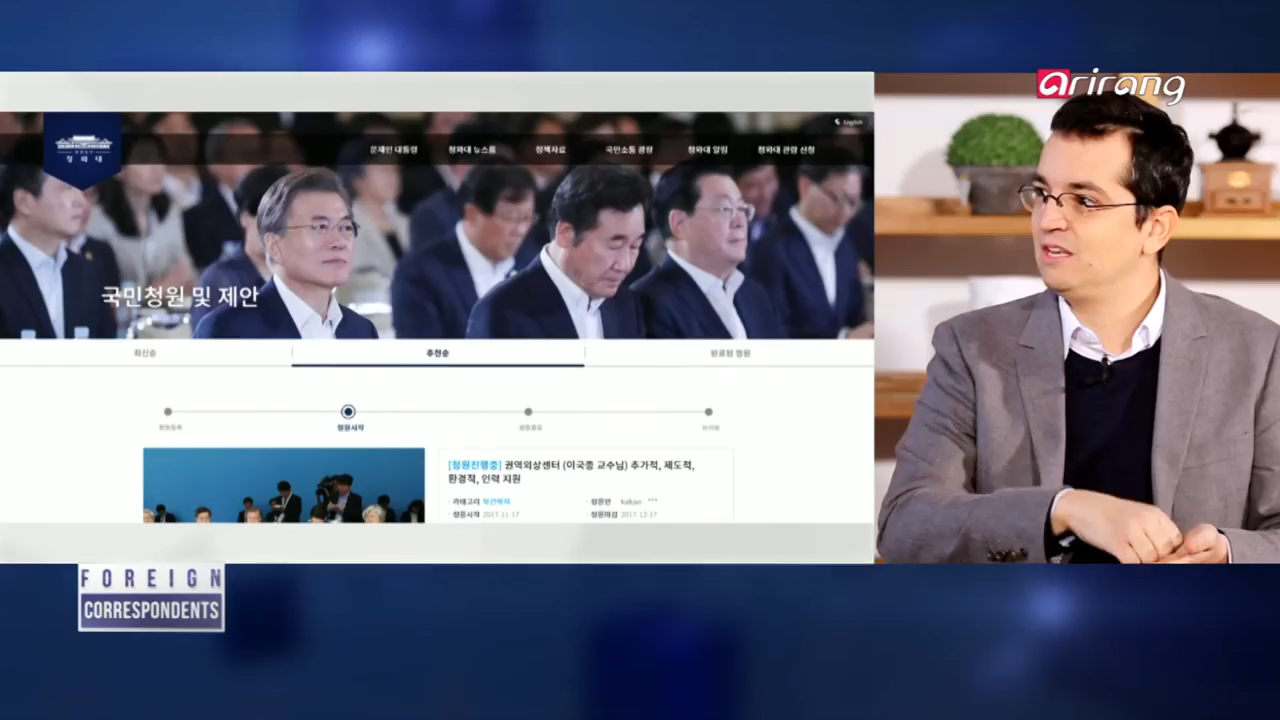 arirang
English
청와대
문재인 대통령 청와대 뉴스룸 정책자료 국민소통 광장 청와대 알림 청와대 관람 신청
국민청원 및 제안
최신순 추천순 완료된 청원
청원시작
[청원진행중] 권역외상센터 (이국종 교수님) 추가적, 제도적,
환경적, 인력 지원
· 카테고리 보건복지 · 청원인 kakao - ***
· 청원시작 2017-11-17 · 청원마감 2017-12-17
FOREIGN
CORRESPONDENTS